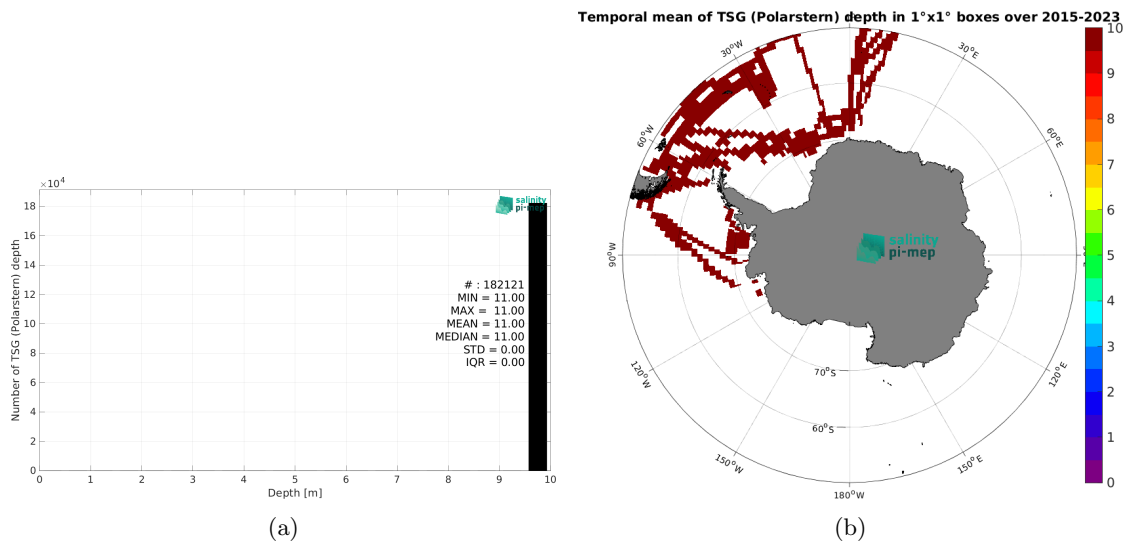 ×10⁴
18
16
14
12
10
8
6
4
2
0
Number of TSG (Polarstern) depth
salinity
pi-mep
# : 182121
MIN = 11.00
MAX = 11.00
MEAN = 11.00
MEDIAN = 11.00
STD = 0.00
IQR = 0.00
0 1 2 3 4 5 6 7 8 9 10
Depth [m]
(a)
Temporal mean of TSG (Polarstern) depth in 1°x1° boxes over 2015-2023
30°W
30°E
60°W
60°E
90°W
salinity
pi-mep
120°W
70°S
120°E
60°S
150°W
150°E
180°W
10
9
8
7
6
5
4
3
2
1
0
(b)